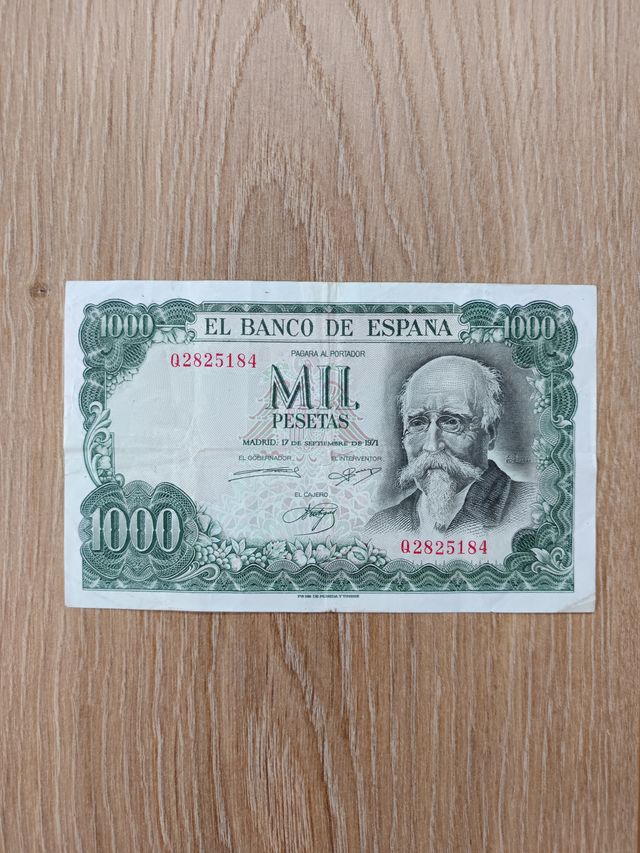 1000
EL BANCO DE ESPAÑA
1000
PAGARA AL PORTADOR
Q2825184
MIL
PESETAS
MADRID, 17 DE SEPTIEMBRE DE 1971
EL GOBERNADOR
EL INTERVENTOR
EL CAJERO
1000
Q2825184